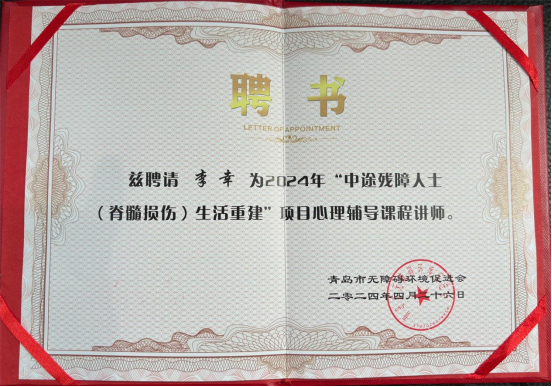 聘书
LETTER OF APPOINTMENT
兹聘请 李幸 为2024年“中途残障人士
（脊髓损伤）生活重建”项目心理辅导课程讲师。
青岛市无障碍环境促进会
二零二四年四月二十六日